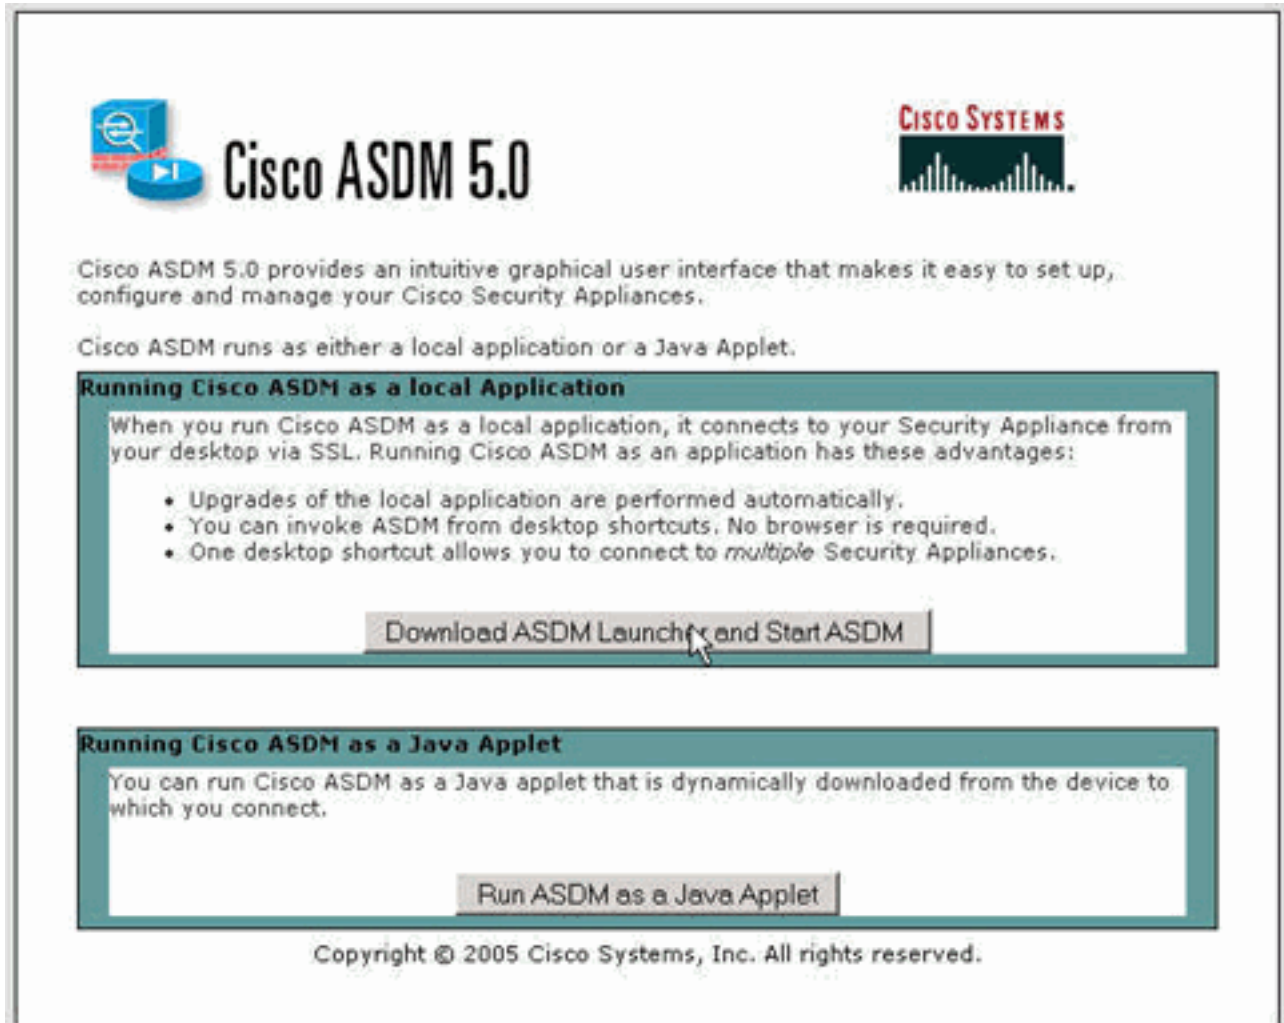 Cisco ASDM 5.0
CISCO SYSTEMS
Cisco ASDM 5.0 provides an intuitive graphical user interface that makes it easy to set up,
configure and manage your Cisco Security Appliances.
Cisco ASDM runs as either a local application or a Java Applet.
Running Cisco ASDM as a local Application
When you run Cisco ASDM as a local application, it connects to your Security Appliance from
your desktop via SSL. Running Cisco ASDM as an application has these advantages:
• Upgrades of the local application are performed automatically.
• You can invoke ASDM from desktop shortcuts. No browser is required.
• One desktop shortcut allows you to connect to multiple Security Appliances.
Download ASDM Launcher and Start ASDM
Running Cisco ASDM as a Java Applet
You can run Cisco ASDM as a Java applet that is dynamically downloaded from the device to
which you connect.
Run ASDM as a Java Applet
Copyright © 2005 Cisco Systems, Inc. All rights reserved.